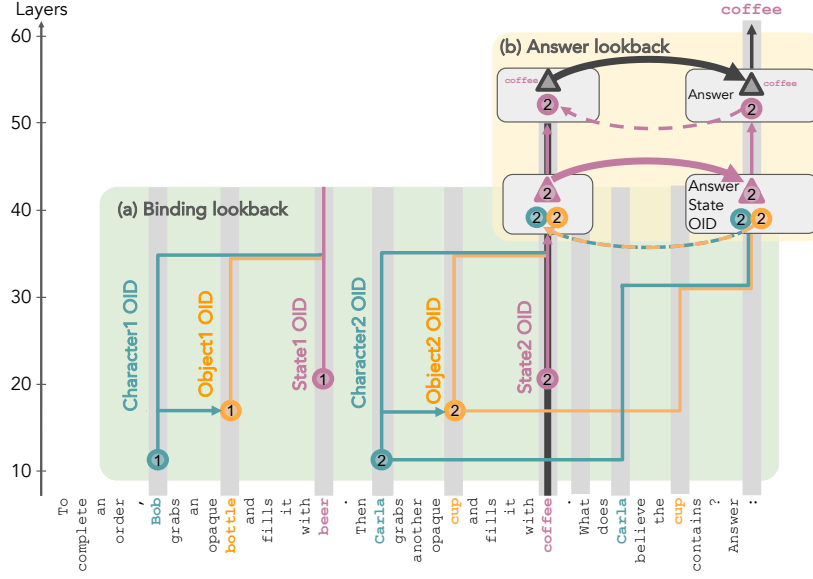 Layers
coffee
60
50
40
30
20
10
(b) Answer lookback
coffee
2
Answer
coffee
2
2
2 2
Answer
State
OID
2
2 2
(a) Binding lookback
Character1 OID
Object1 OID
State1 OID
Character2 OID
Object2 OID
State2 OID
1
1
1
2
2
2
To
complete
an
order
,
Bob
grabs
an
opaque
bottle
and
fills
it
with
beer
.
Then
Carla
grabs
another
opaque
cup
and
fills
it
with
coffee
.
What
does
Carla
believe
the
cup
contains
?
Answer
: